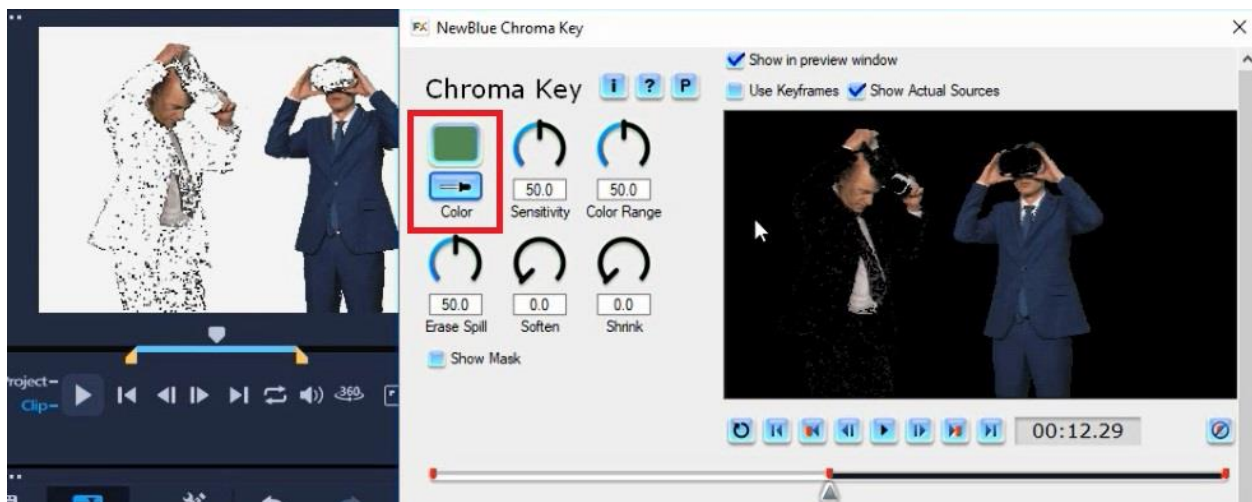 FX NewBlue Chroma Key
Show in preview window
Chroma Key i ? P
Use Keyframes Show Actual Sources
50.0 50.0
Color Sensitivity Color Range
50.0 0.0 0.0
Erase Spill Soften Shrink
Show Mask
Clip-
360
00:12.29